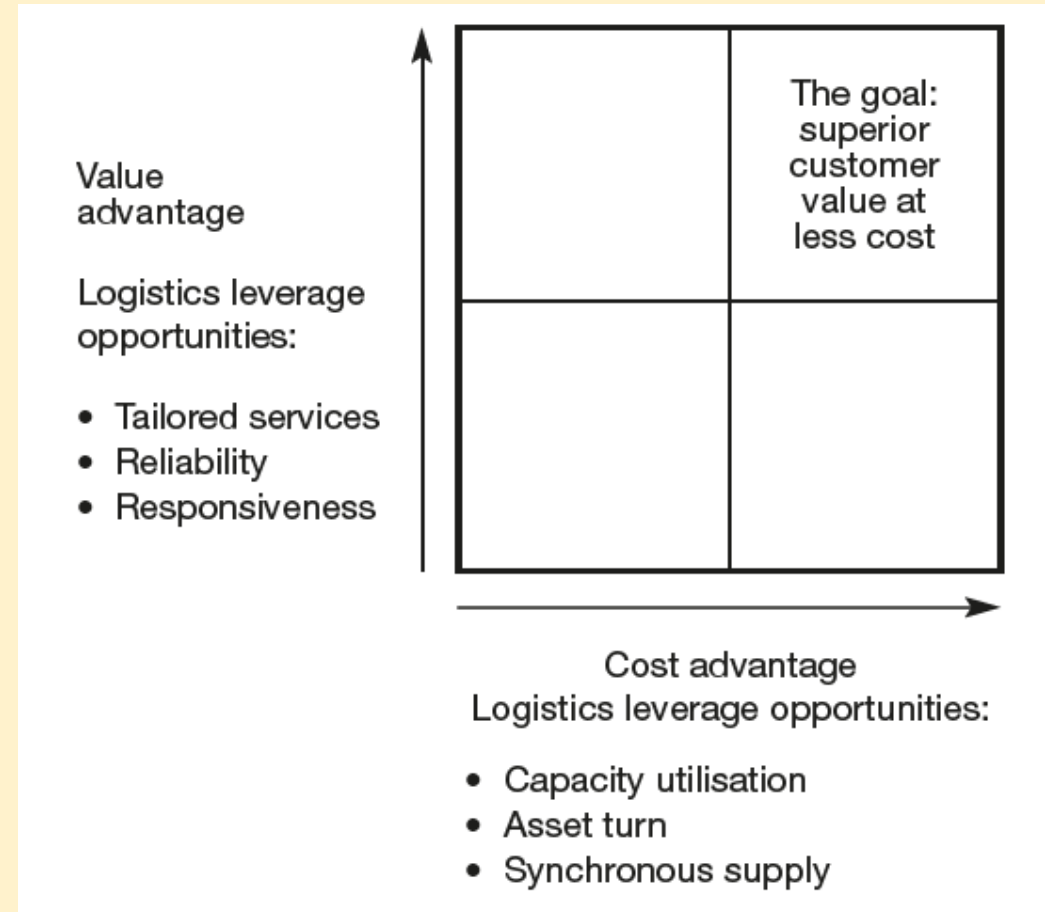 The goal:
superior
customer
value at
less cost
Value
advantage
Logistics leverage
opportunities:
• Tailored services
• Reliability
• Responsiveness
Cost advantage
Logistics leverage opportunities:
• Capacity utilisation
• Asset turn
• Synchronous supply